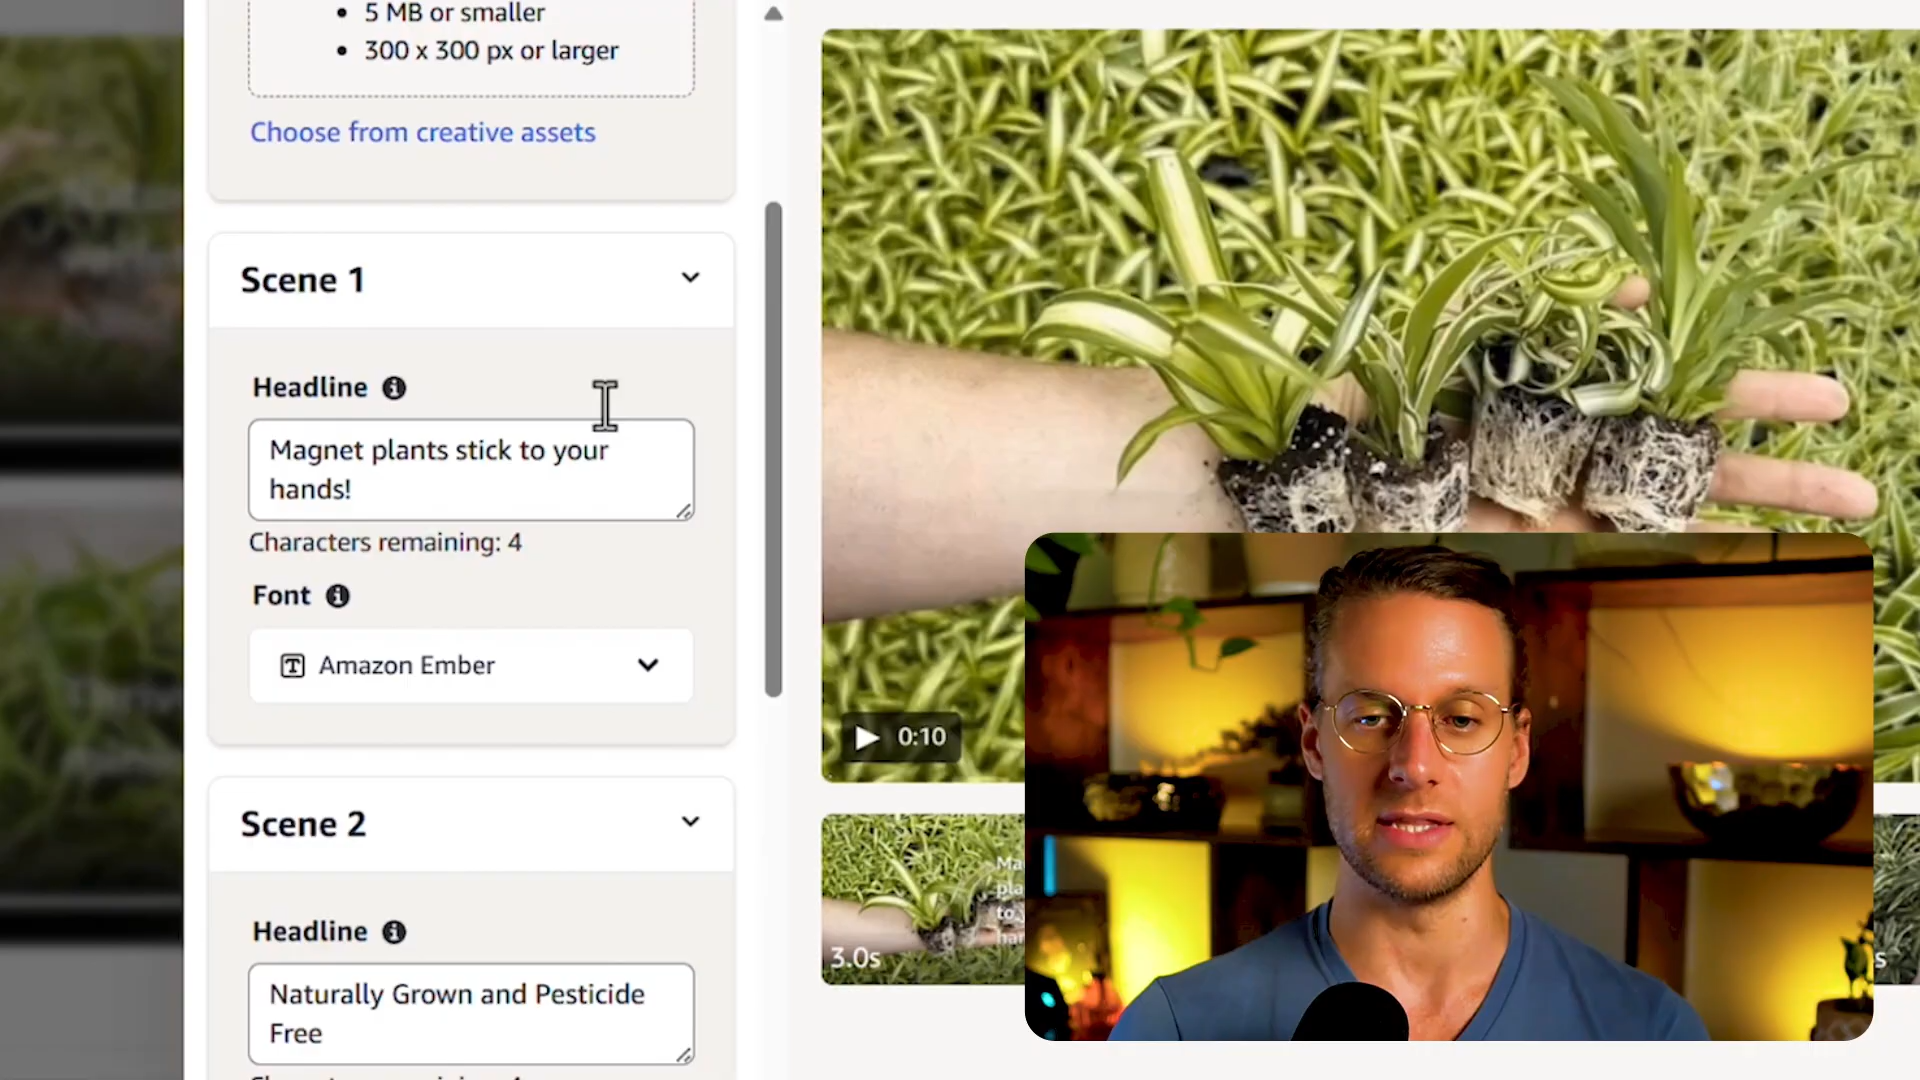 5 MB or smaller
300 x 300 px or larger
Choose from creative assets
Scene 1
Headline
Magnet plants stick to your
hands!
Characters remaining: 4
Font
Amazon Ember
Scene 2
Headline
Naturally Grown and Pesticide
Free
0:10
3.0s